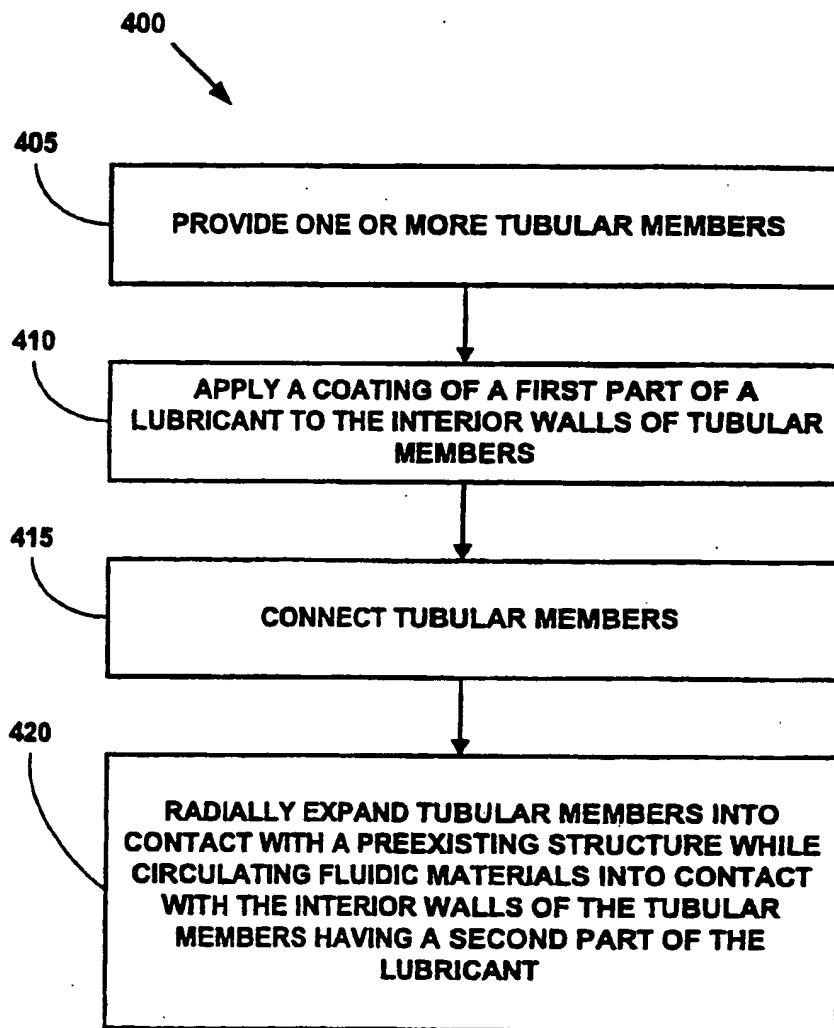 400
405
PROVIDE ONE OR MORE TUBULAR MEMBERS
410
APPLY A COATING OF A FIRST PART OF A
LUBRICANT TO THE INTERIOR WALLS OF TUBULAR
MEMBERS
415
CONNECT TUBULAR MEMBERS
420
RADIALLY EXPAND TUBULAR MEMBERS INTO
CONTACT WITH A PREEXISTING STRUCTURE WHILE
CIRCULATING FLUIDIC MATERIALS INTO CONTACT
WITH THE INTERIOR WALLS OF THE TUBULAR
MEMBERS HAVING A SECOND PART OF THE
LUBRICANT